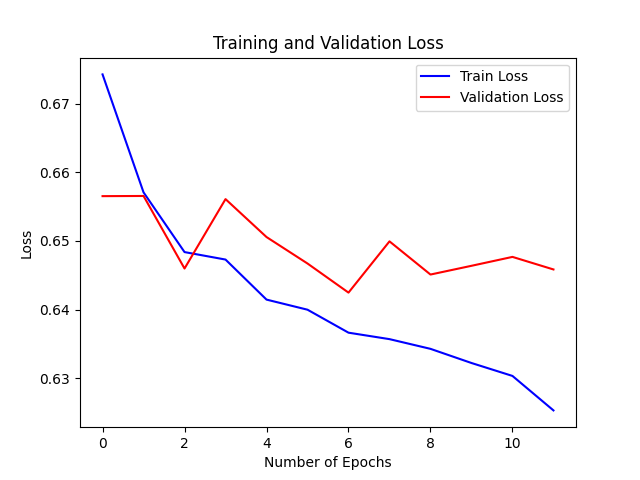 Training and Validation Loss
Train Loss
Validation Loss
0.67
0.66
0.65
0.64
0.63
Loss
0 2 4 6 8 10
Number of Epochs